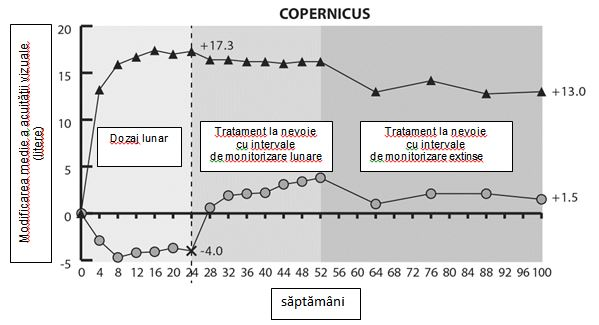 COPERNICUS
Modificarea medie a acuității vizuale
(litere)
20
15
10
5
0
-5
+17.3
+13.0
+1.5
-4.0
Dozaj lunar
Tratament la nevoie
cu intervale
de monitorizare lunare
Tratament la nevoie
cu intervale
de monitorizare extinse
0 4 8 12 16 20 24 28 32 36 40 44 48 52 56 60 64 68 72 76 80 84 88 92 96 100
săptămâni